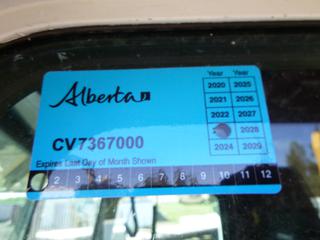 Alberta
Year Year
2020 2025
2021 2026
2022 2027
2028
2024 2029
CV7367000
Expires Last Day of Month Shown
2 3 4 5 6 7 8 9 10 11 12